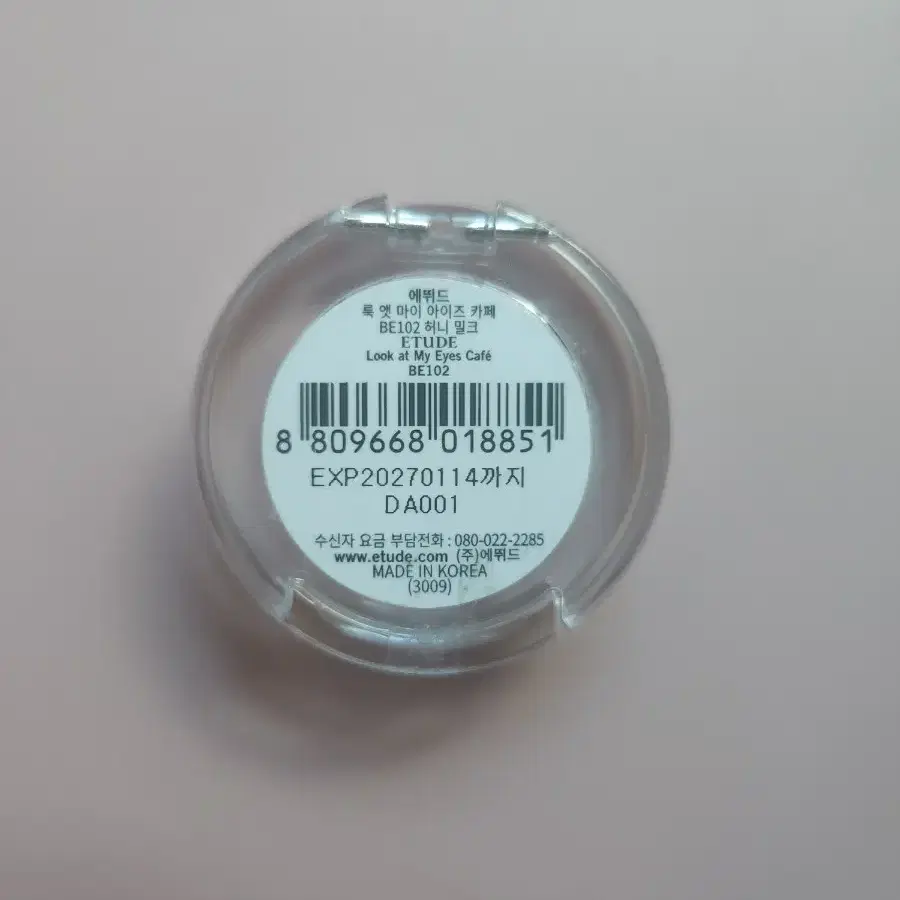 에뛰드
룩 앳 마이 아이즈 카페
BE102 허니 밀크
ETUDE
Look at My Eyes Café
BE102
8 809668 018851
EXP20270114까지
DA001
수신자 요금 부담전화 : 080-022-2285
www.etude.com (주)에뛰드
MADE IN KOREA
(3009)